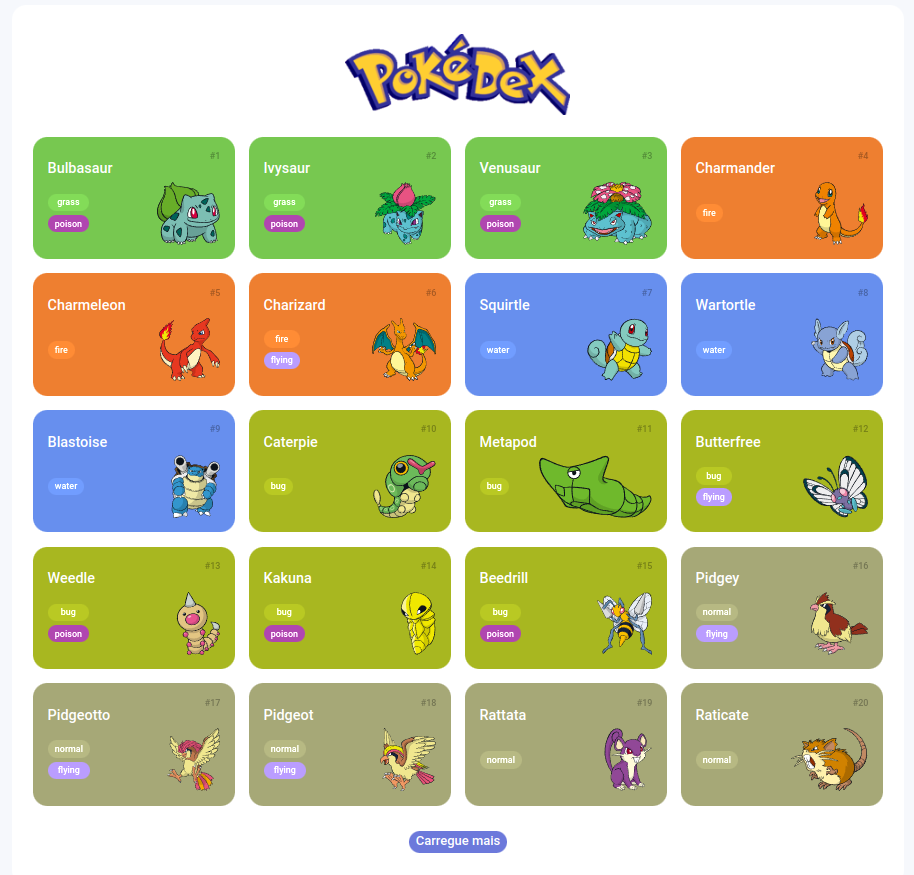 PokéDex
#1
Bulbasaur
grass
poison
#2
Ivysaur
grass
poison
#3
Venusaur
grass
poison
#4
Charmander
fire
#5
Charmeleon
fire
#6
Charizard
fire
flying
#7
Squirtle
water
#8
Wartortle
water
#9
Blastoise
water
#10
Caterpie
bug
#11
Metapod
bug
#12
Butterfree
bug
flying
#13
Weedle
bug
poison
#14
Kakuna
bug
poison
#15
Beedrill
bug
poison
#16
Pidgey
normal
flying
#17
Pidgeotto
normal
flying
#18
Pidgeot
normal
flying
#19
Rattata
normal
#20
Raticate
normal
Carregue mais